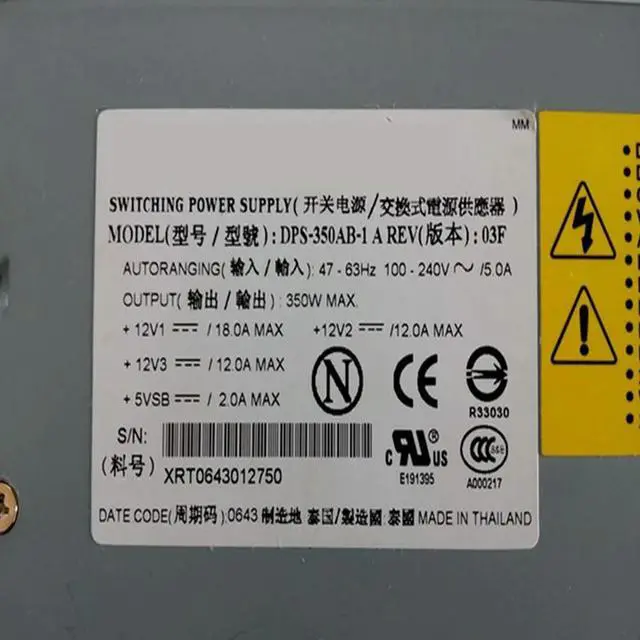 MM
SWITCHING POWER SUPPLY(开关电源/交換式電源供應器)
MODEL(型号/型號): DPS-350AB-1 A REV(版本): 03F
AUTORANGING(输入/輸入): 47 - 63Hz 100 - 240V ～ /5.0A
OUTPUT(输出/輸出): 350W MAX.
+ 12V1 ⎓ / 18.0A MAX +12V2 ⎓ /12.0A MAX
+ 12V3 ⎓ / 12.0A MAX
+ 5VSB ⎓ / 2.0A MAX
N CE
R33030
S/N:
(料号) XRT0643012750
c RU ® US
E191395
CCC S&E
A000217
DATE CODE(周期码):0643 制造地 泰国/製造國:泰國 MADE IN THAILAND